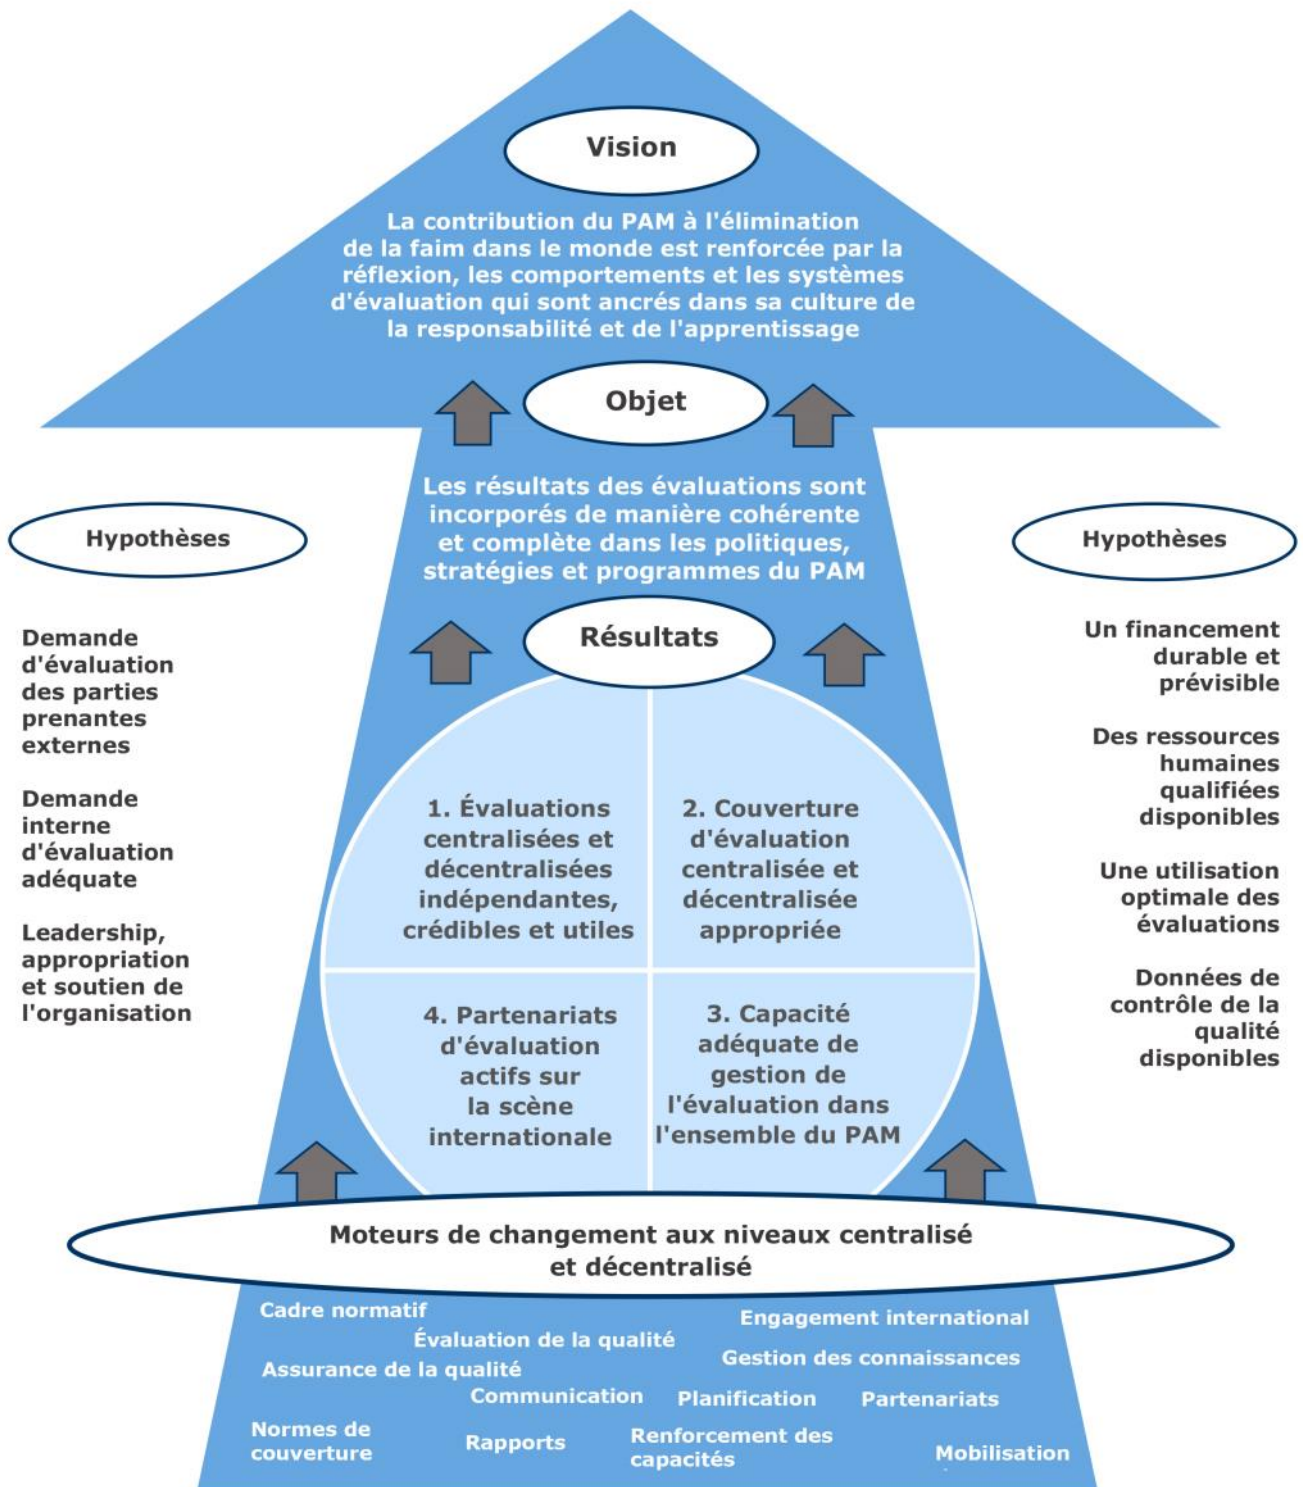 Vision
La contribution du PAM à l'élimination
de la faim dans le monde est renforcée par la
réflexion, les comportements et les systèmes
d'évaluation qui sont ancrés dans sa culture de
la responsabilité et de l'apprentissage
Objet
Les résultats des évaluations sont
incorporés de manière cohérente
et complète dans les politiques,
stratégies et programmes du PAM
Hypothèses
Demande
d'évaluation
des parties
prenantes
externes
Demande
interne
d'évaluation
adéquate
Leadership,
appropriation
et soutien de
l'organisation
Hypothèses
Un financement
durable et
prévisible
Des ressources
humaines
qualifiées
disponibles
Une utilisation
optimale des
évaluations
Données de
contrôle de la
qualité
disponibles
Résultats
1. Évaluations
centralisées et
décentralisées
indépendantes,
crédibles et utiles
2. Couverture
d'évaluation
centralisée et
décentralisée
appropriée
4. Partenariats
d'évaluation
actifs sur
la scène
internationale
3. Capacité
adéquate de
gestion de
l'évaluation dans
l'ensemble du PAM
Moteurs de changement aux niveaux centralisé
et décentralisé
Cadre normatif
Engagement international
Évaluation de la qualité
Gestion des connaissances
Assurance de la qualité
Communication
Planification
Partenariats
Normes de
couverture
Rapports
Renforcement des
capacités
Mobilisation